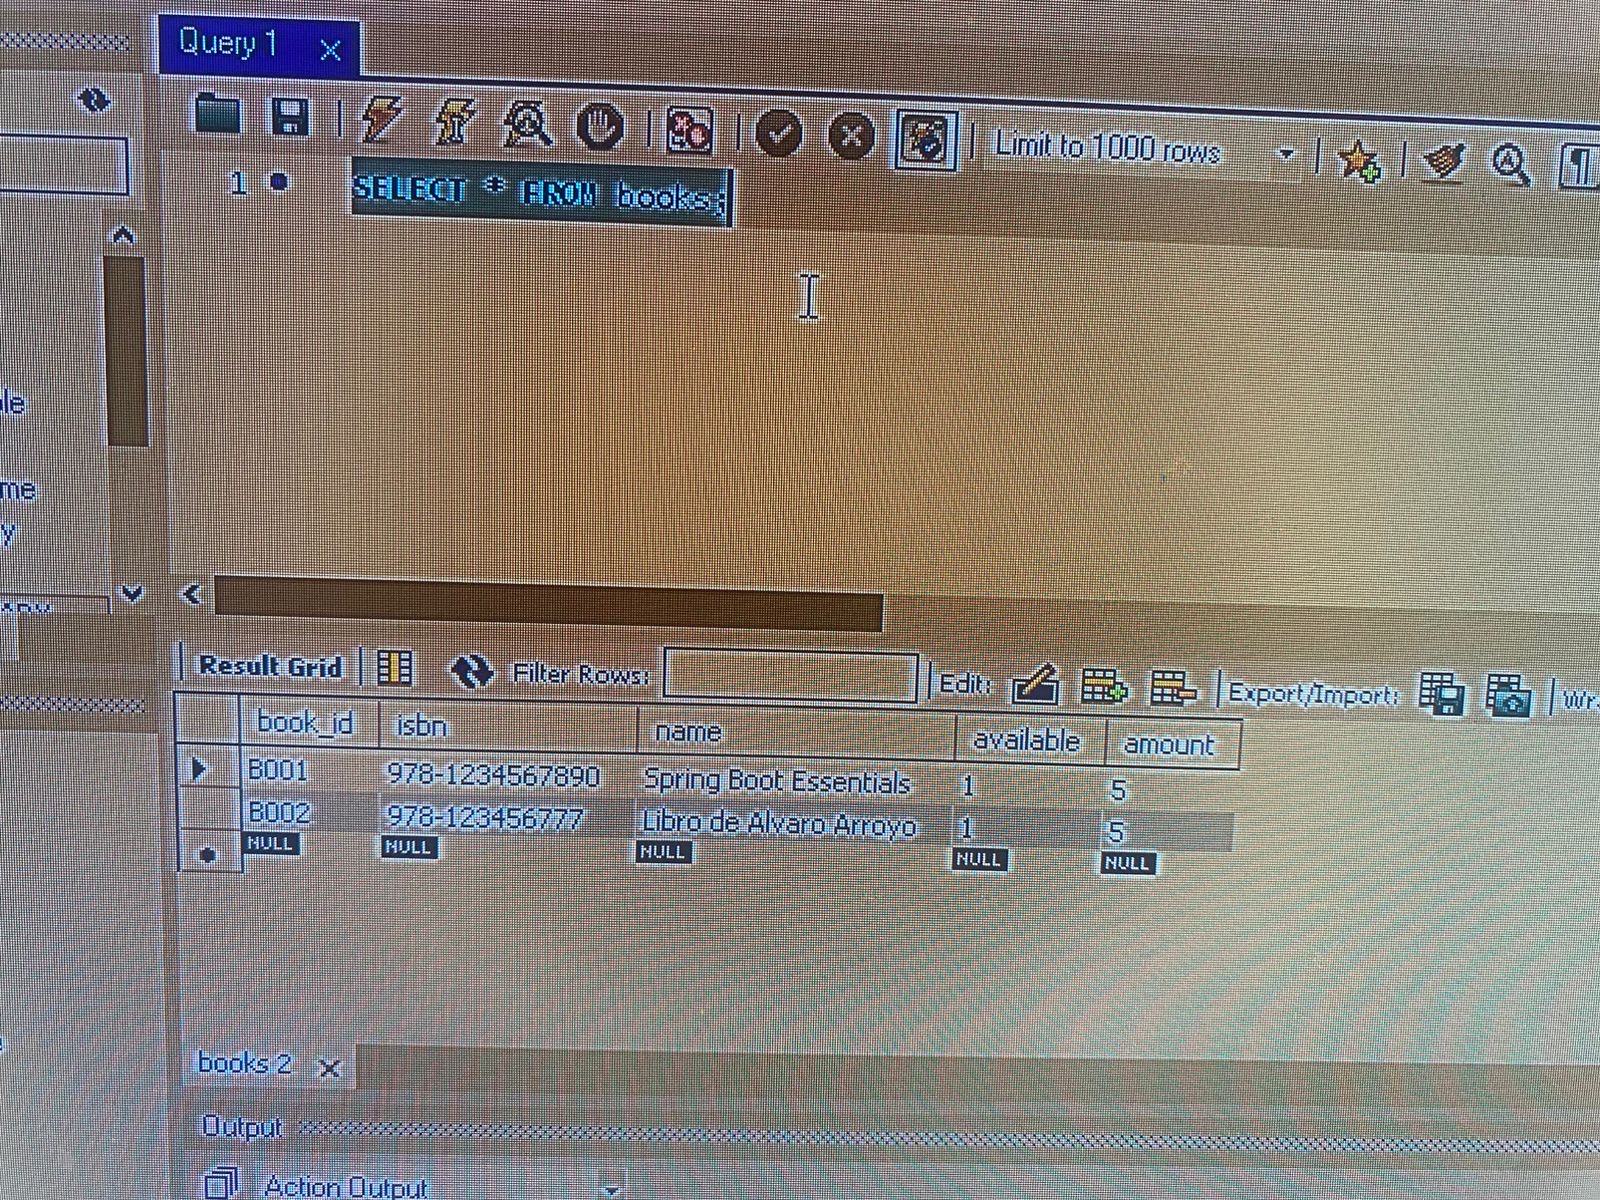 Query 1
Limit to 1000 rows
1 SELECT * FROM books;
le
me
y
Result Grid Filter Rows: Edit: Export/Import: Wr
book_id isbn name available amount
B001 978-1234567890 Spring Boot Essentials 1 5
B002 978-123456777 Libro de Alvaro Arroyo 1 5
NULL NULL NULL NULL NULL
books 2
Output
Action Output